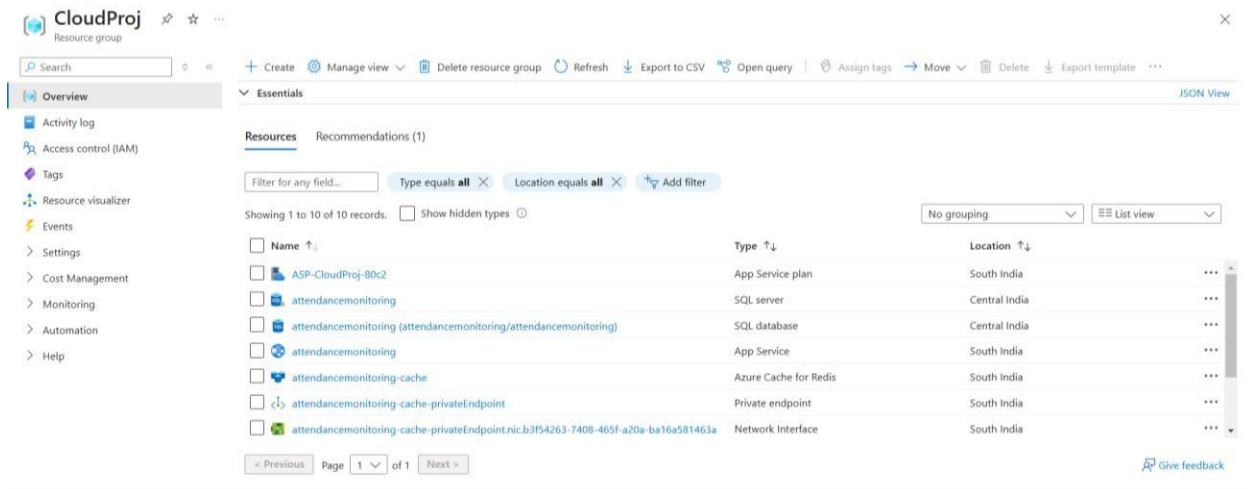 CloudProj
Resource group
Search
Create Manage view Delete resource group Refresh Export to CSV Open query Assign tags Move Delete Export template
Overview
Essentials JSON View
Activity log
Access control (IAM)
Resources Recommendations (1)
Tags
Filter for any field... Type equals all Location equals all Add filter
Resource visualizer
Showing 1 to 10 of 10 records. Show hidden types No grouping List view
Events
Settings
Name Type Location
Cost Management
ASP-CloudProj-80c2 App Service plan South India
Monitoring
attendancemonitoring SQL server Central India
Automation
attendancemonitoring (attendancemonitoring/attendancemonitoring) SQL database Central India
Help
attendancemonitoring App Service South India
attendancemonitoring-cache Azure Cache for Redis South India
attendancemonitoring-cache-privateEndpoint Private endpoint South India
attendancemonitoring-cache-privateEndpoint.nic.b3f54263-7408-465f-a20a-ba16a581463a Network Interface South India
< Previous Page 1 of 1 Next > Give feedback